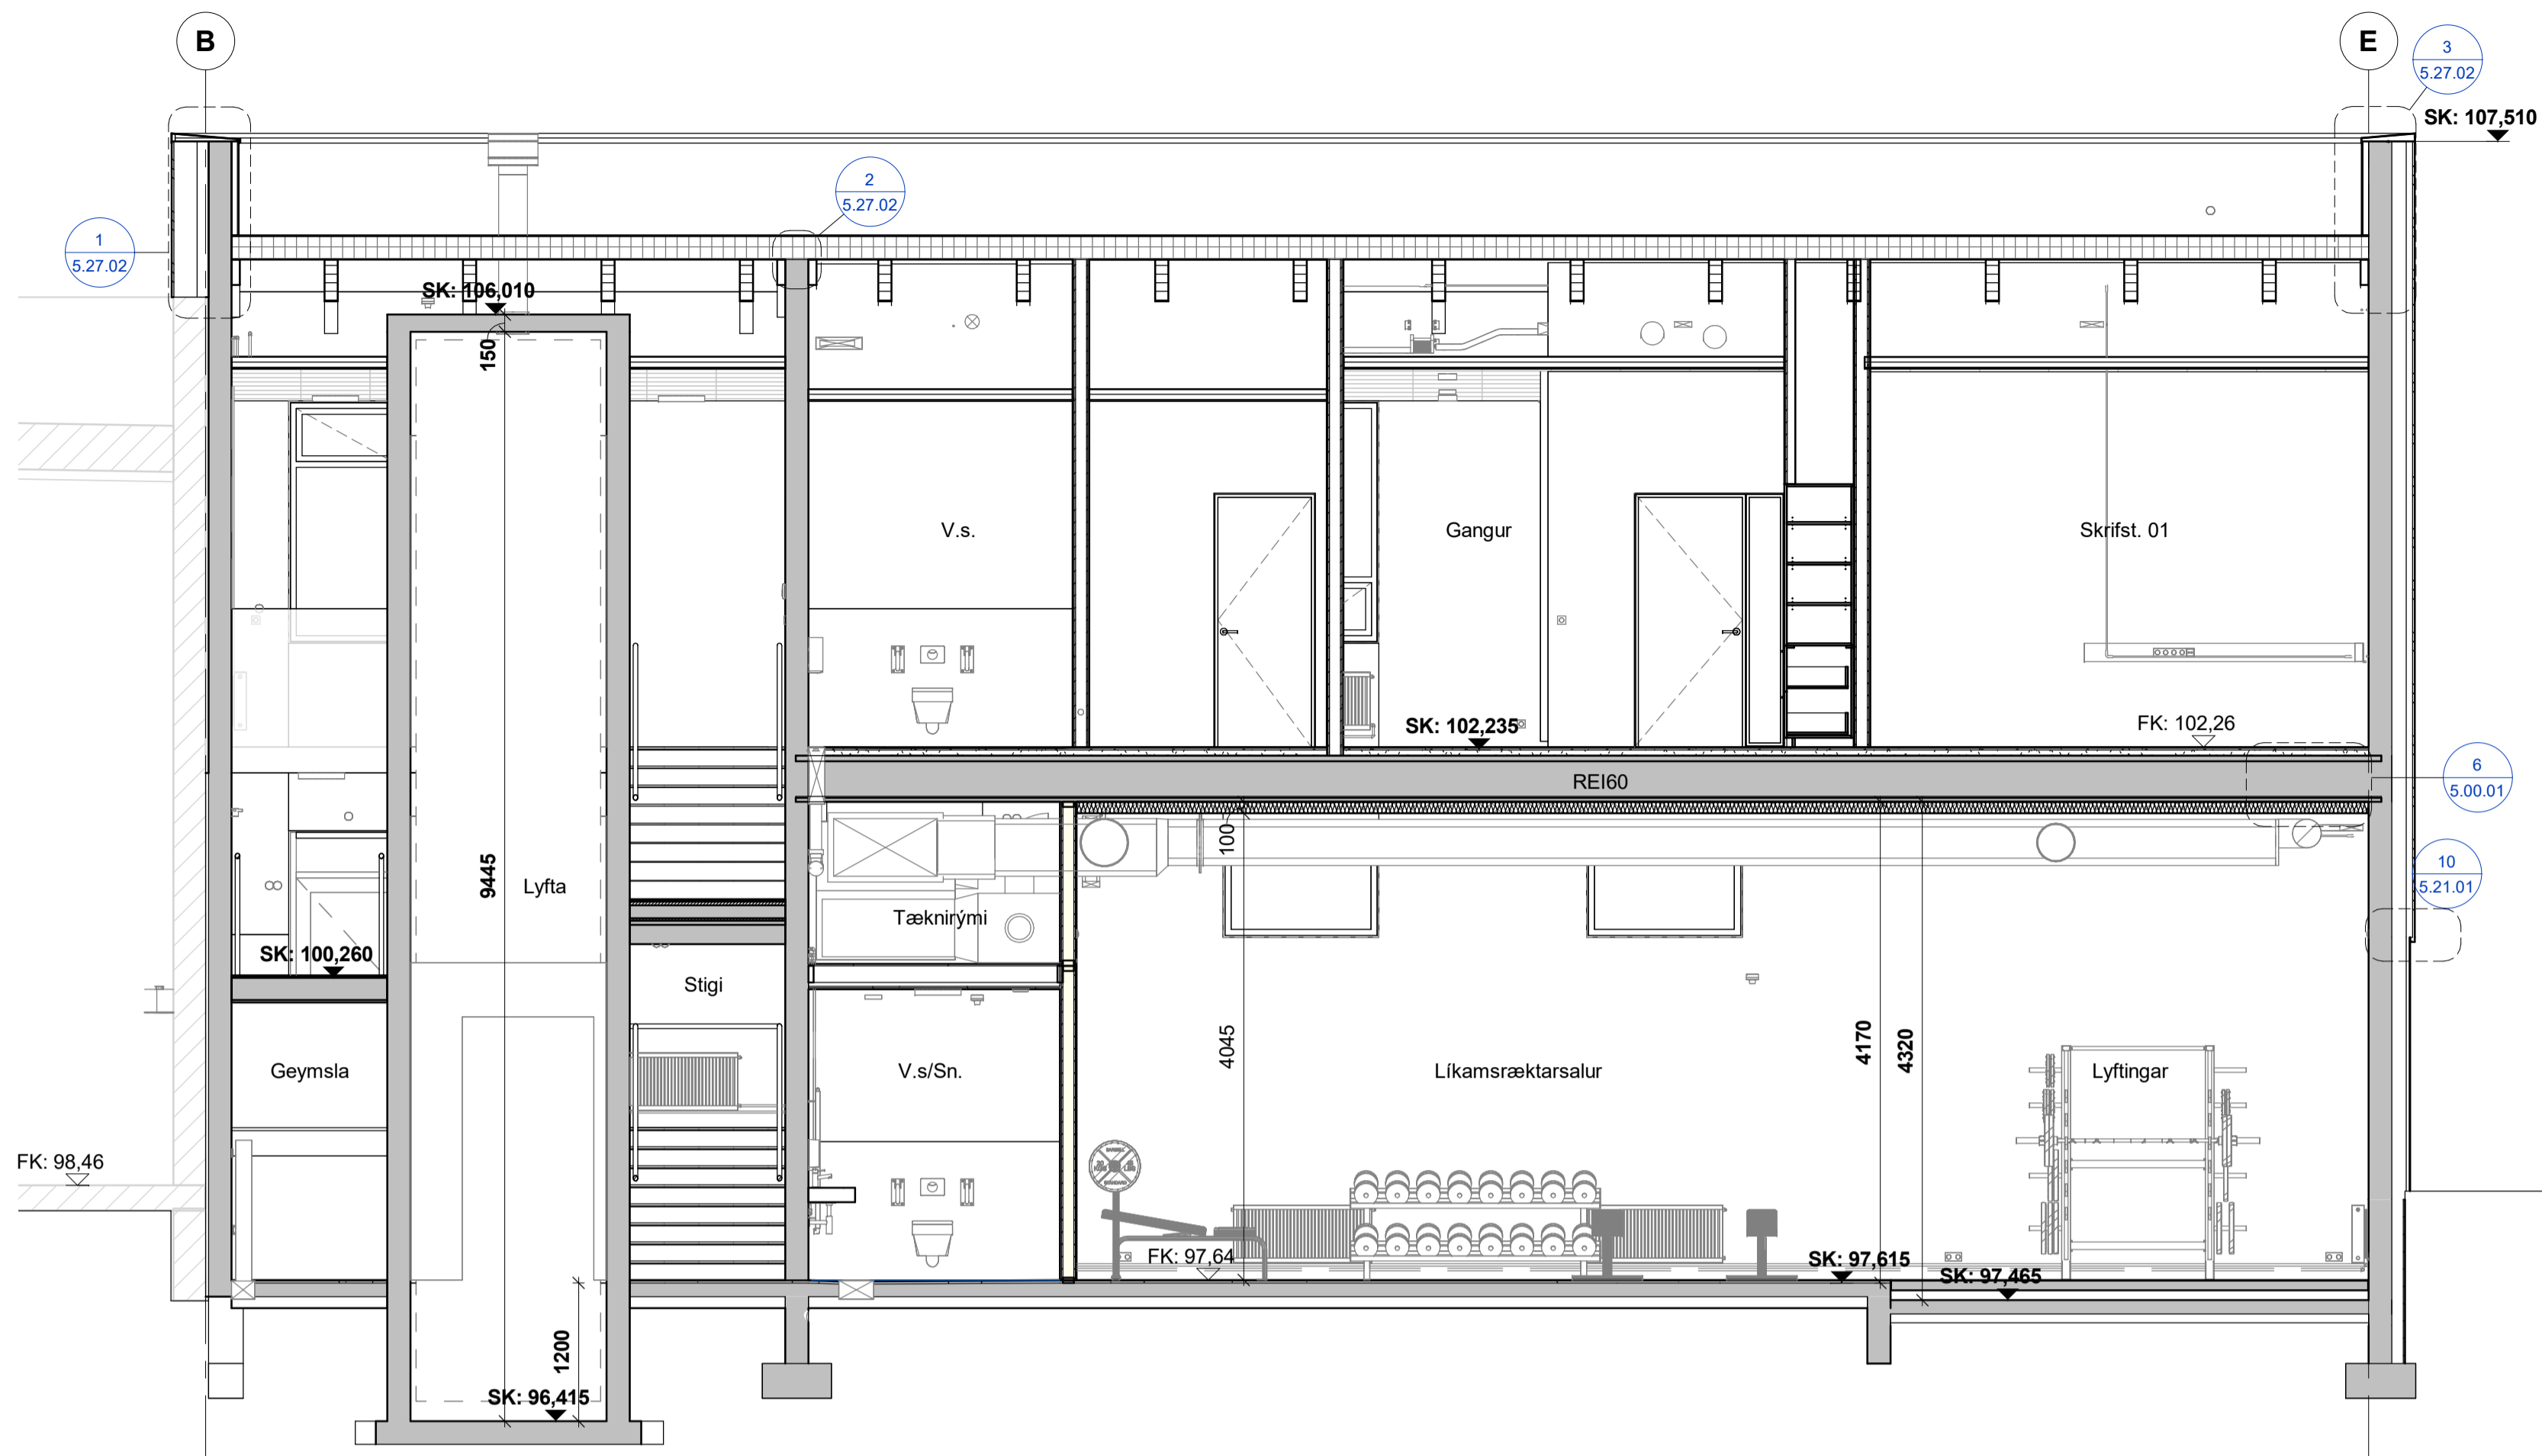 B
E
3
5.27.02
SK: 107,510
2
5.27.02
1
5.27.02
SK: 106,010
150
V.s.
Gangur
Skrifst. 01
SK: 102,235
FK: 102,26
REI60
6
5.00.01
100
9445
Lyfta
10
5.21.01
Tæknirými
SK: 100,260
Stigi
4045
4170
4320
Geymsla
V.s/Sn.
Líkamsræktarsalur
Lyftingar
FK: 98,46
FK: 97,64
SK: 97,615
SK: 97,465
1200
SK: 96,415